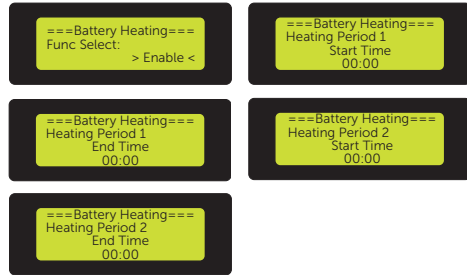 ===Battery Heating===
Func Select:
> Enable <
===Battery Heating===
Heating Period 1
Start Time
00:00
===Battery Heating===
Heating Period 1
End Time
00:00
===Battery Heating===
Heating Period 2
Start Time
00:00
===Battery Heating===
Heating Period 2
End Time
00:00